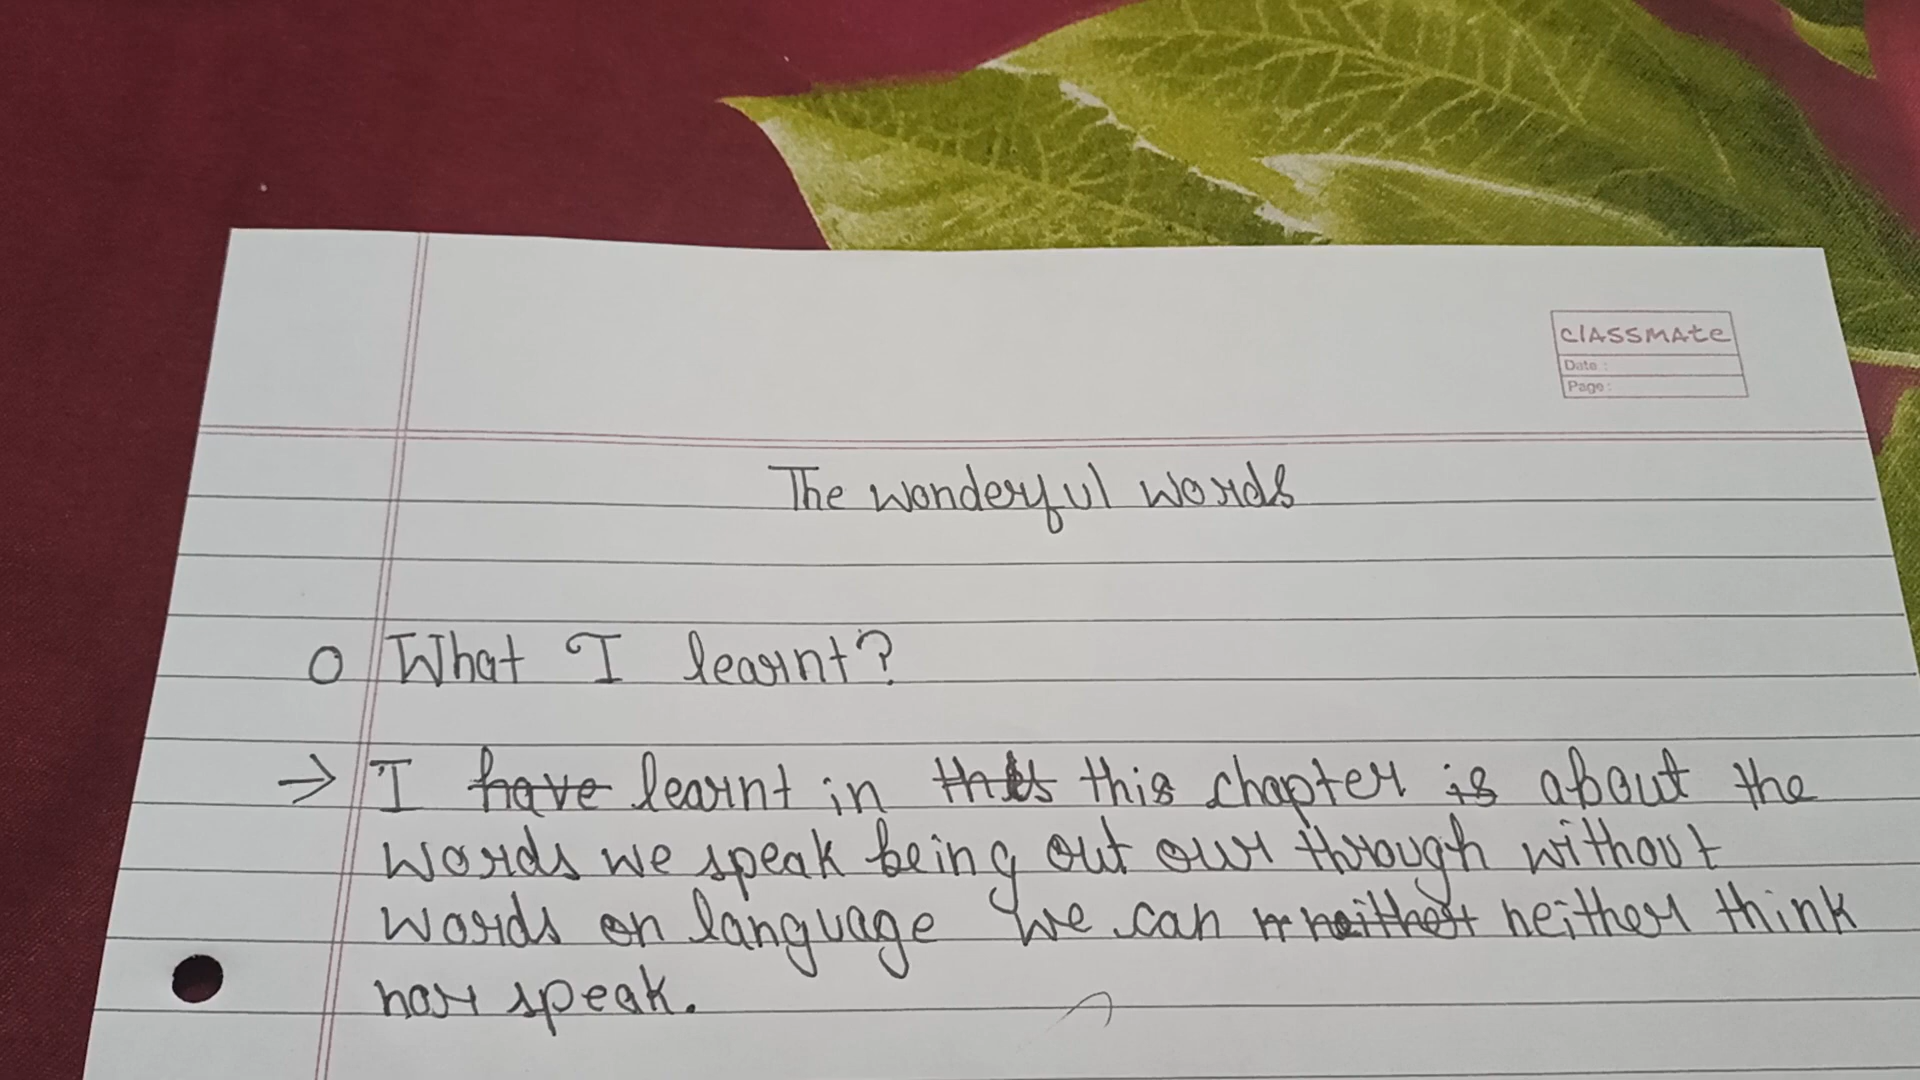 classmate
Date :
Page :
The wonderful words
O What I learnt?
→ I have learnt in this this chapter is about the
words we speak being out our through without
words on language we can neither neither think
nor speak.